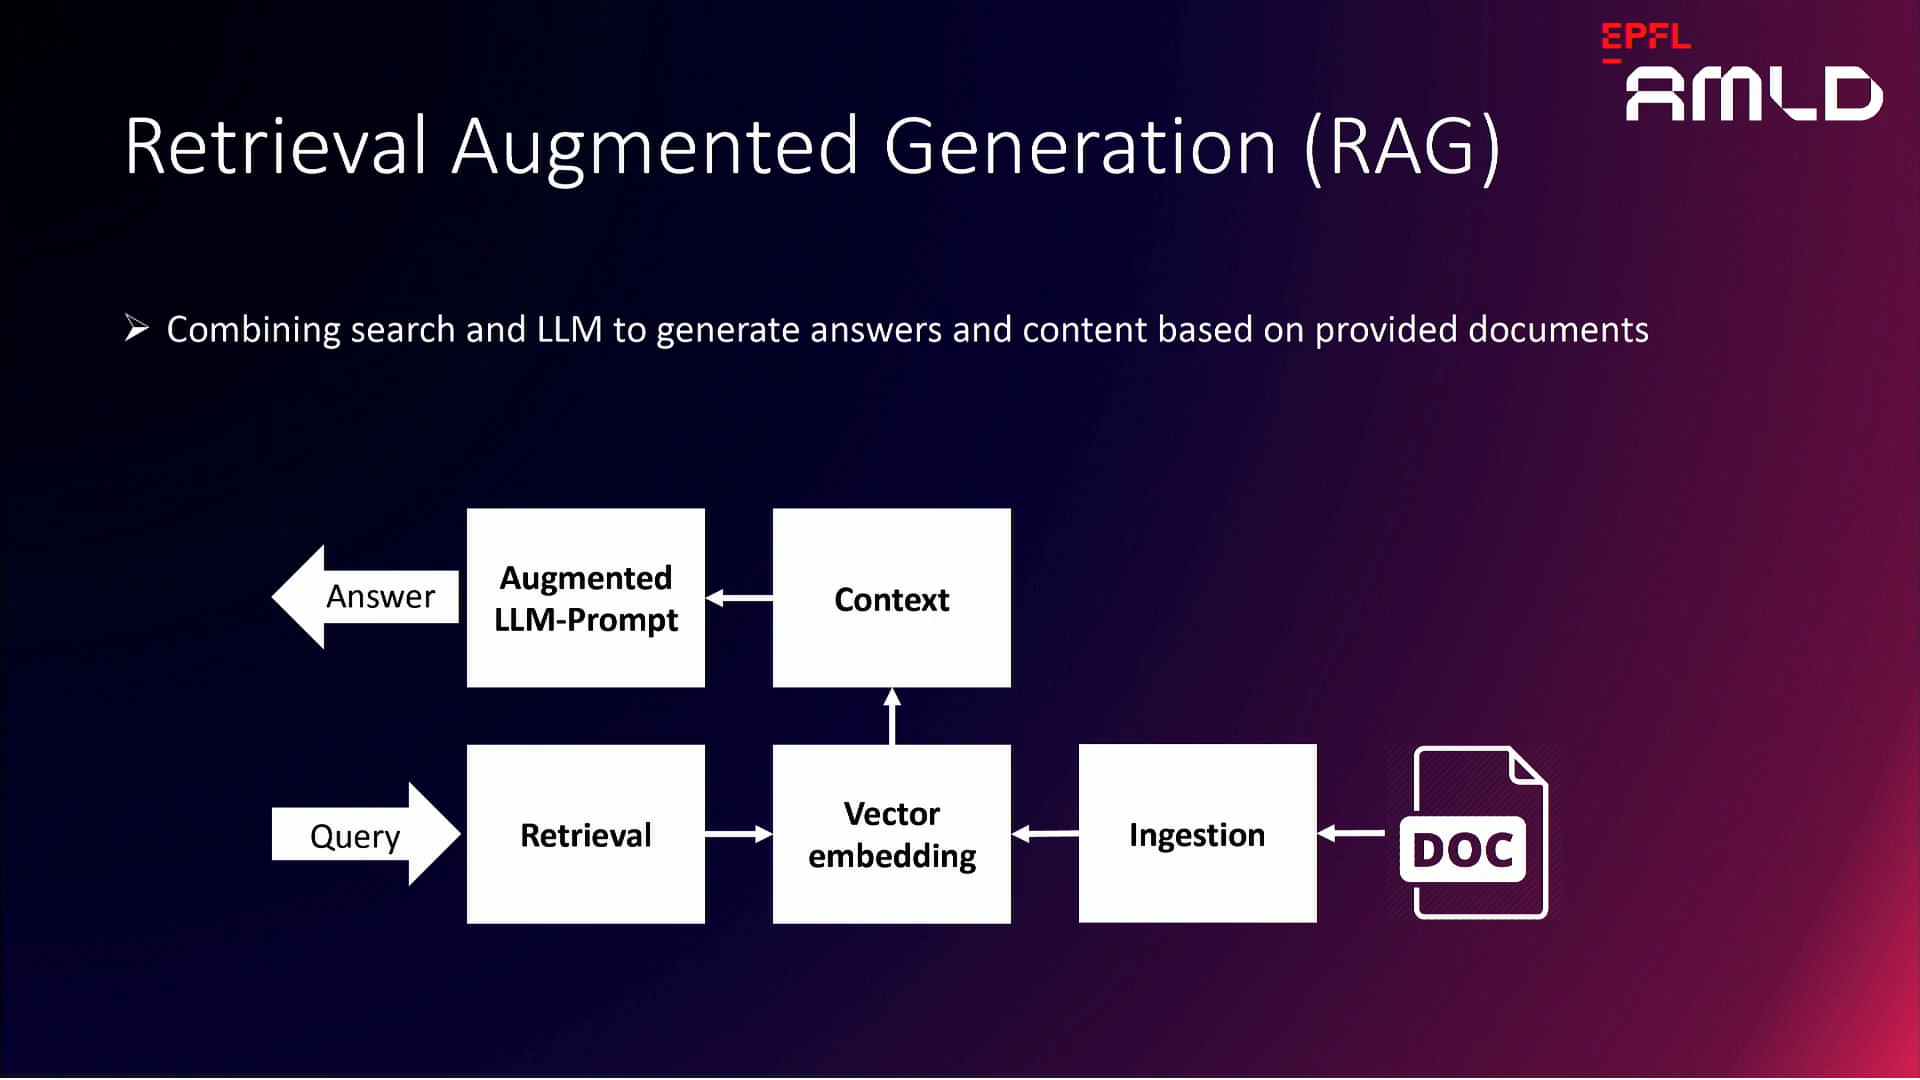 EPFL
AMLD
Retrieval Augmented Generation (RAG)
Combining search and LLM to generate answers and content based on provided documents
Answer
Augmented
LLM-Prompt
Context
Query
Retrieval
Vector
embedding
Ingestion
DOC